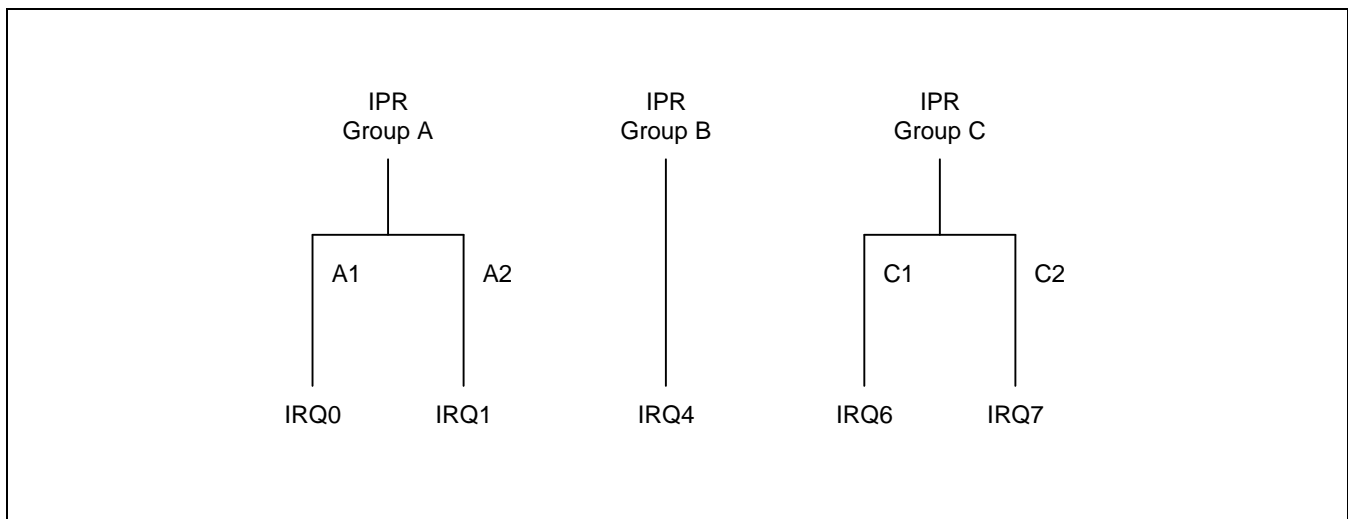 IPR
Group A
IPR
Group B
IPR
Group C
A1
A2
C1
C2
IRQ0
IRQ1
IRQ4
IRQ6
IRQ7